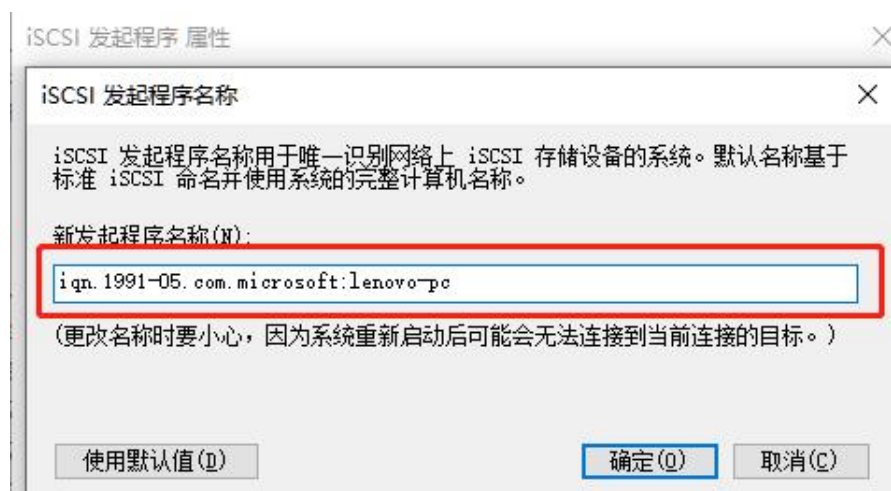 iSCSI 发起程序 属性
iSCSI 发起程序名称
iSCSI 发起程序名称用于唯一识别网络上 iSCSI 存储设备的系统。默认名称基于
标准 iSCSI 命名并使用系统的完整计算机名称。
新发起程序名称(N):
iqn.1991-05.com.microsoft:lenovo-pc
(更改名称时要小心，因为系统重新启动后可能会无法连接到当前连接的目标。)
使用默认值(D) 确定(O) 取消(C)